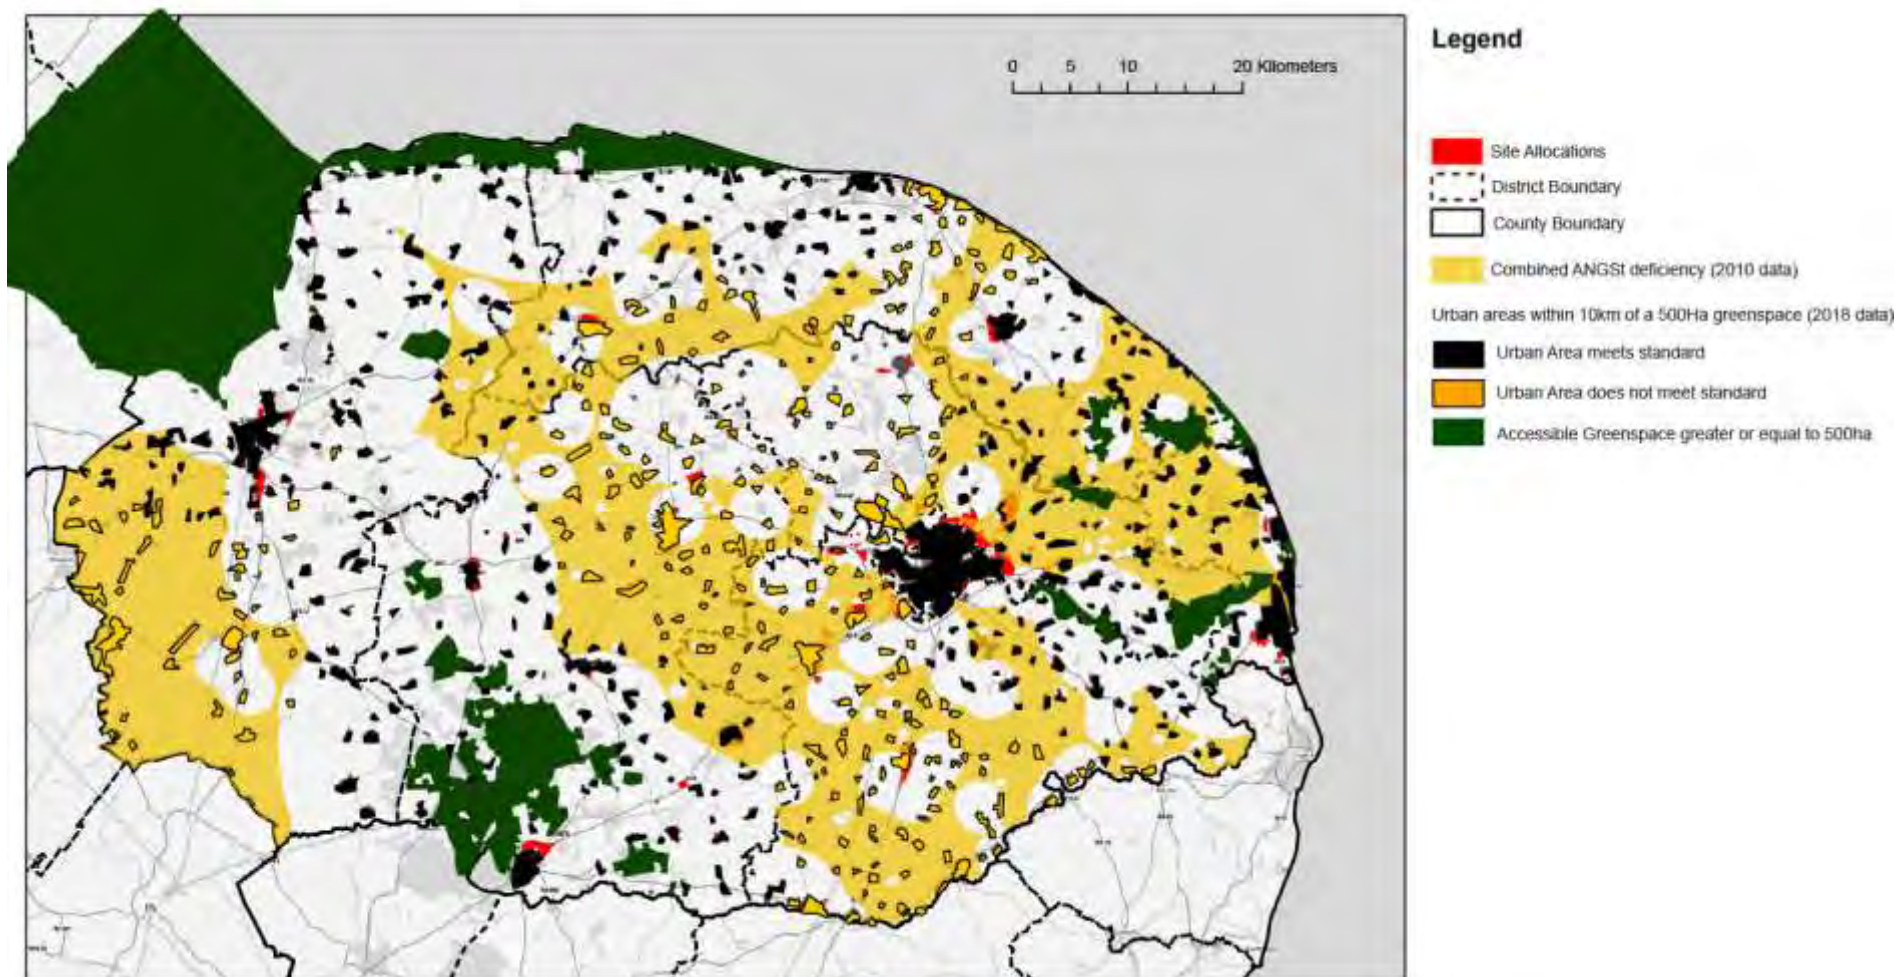 0 5 10 20 Kilometers
Legend
Site Allocations
District Boundary
County Boundary
Combined ANGSt deficiency (2010 data)
Urban areas within 10km of a 500Ha greenspace (2018 data)
Urban Area meets standard
Urban Area does not meet standard
Accessible Greenspace greater or equal to 500ha